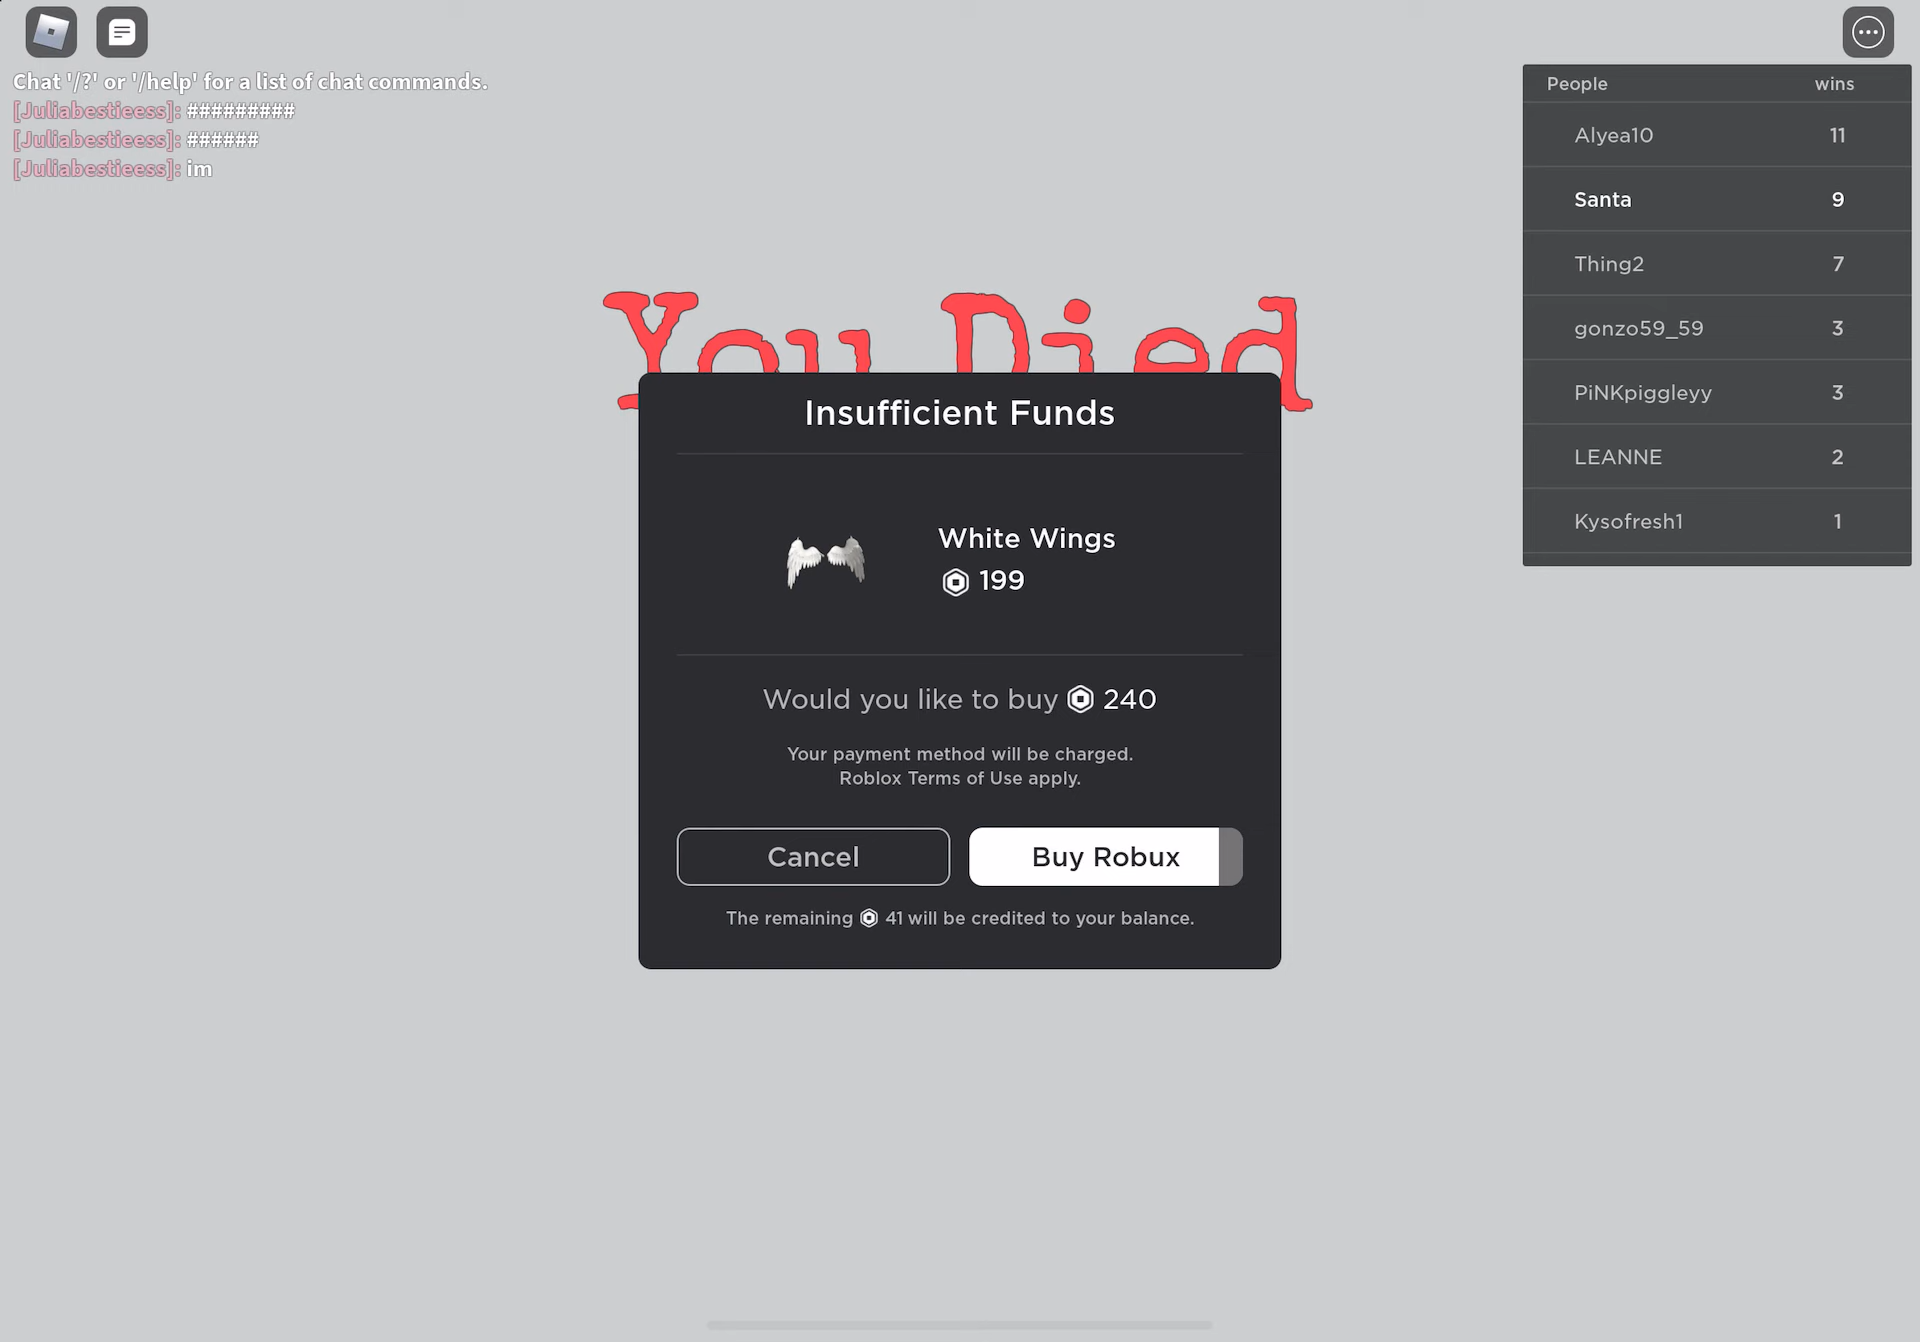 Chat '/?' or '/help' for a list of chat commands.
[Juliabestieess]: #########
[Juliabestieess]: ######
[Juliabestieess]: im
People wins
Alyea10 11
Santa 9
Thing2 7
gonzo59_59 3
PiNKpiggleyy 3
LEANNE 2
Kysofresh1 1
You Died
Insufficient Funds
White Wings
199
Would you like to buy 240
Your payment method will be charged.
Roblox Terms of Use apply.
Cancel Buy Robux
The remaining 41 will be credited to your balance.